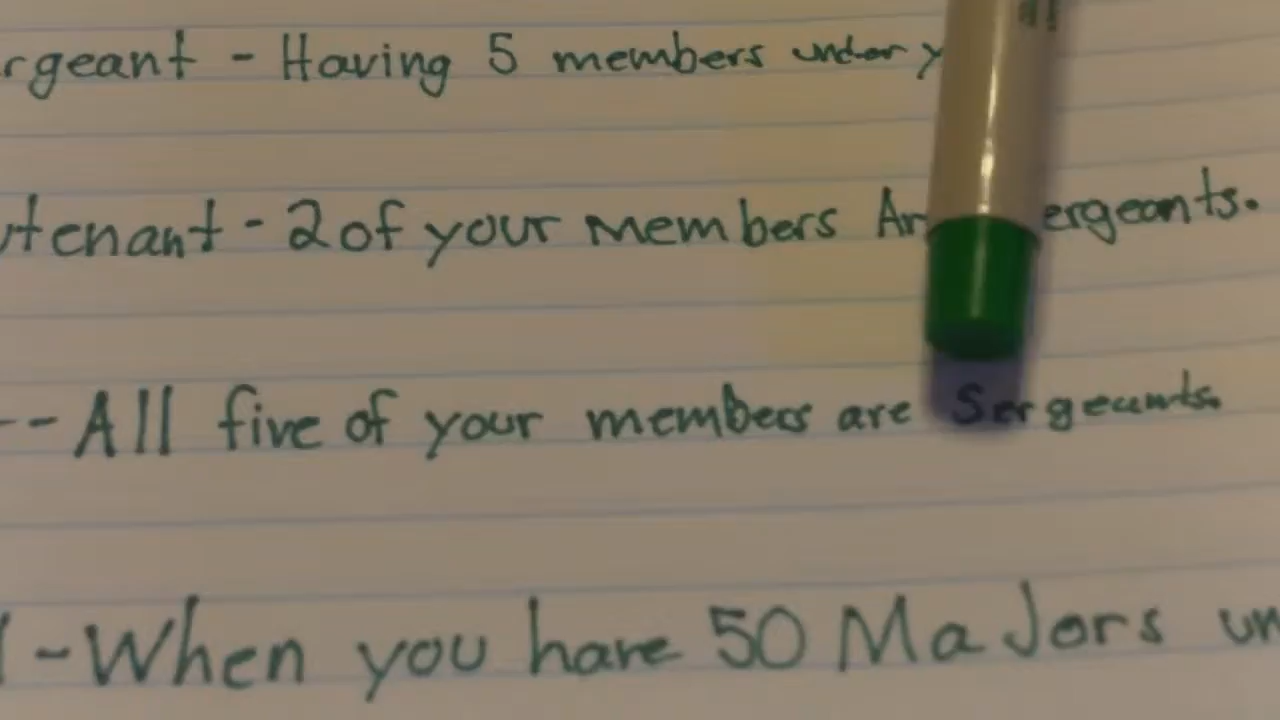 rgeant - Having 5 members under y
utenant - 2 of your Members Ar ergeants.
-- All five of your members are Sergeants.
l - When you have 50 MaJors un